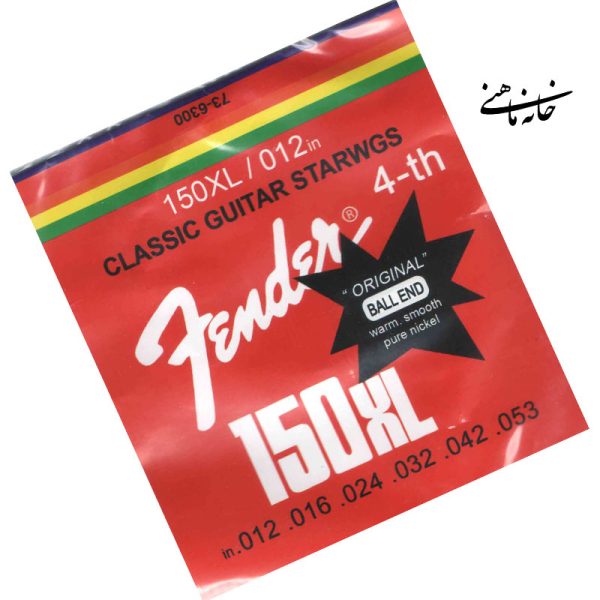 73-6300
150XL / 012in
CLASSIC GUITAR STARWGS
4-th
Fender®
"ORIGINAL"
BALL END
warm. smooth
pure nickel
150XL
in.012 .016 .024 .032 .042 .053
خانه ماهنی